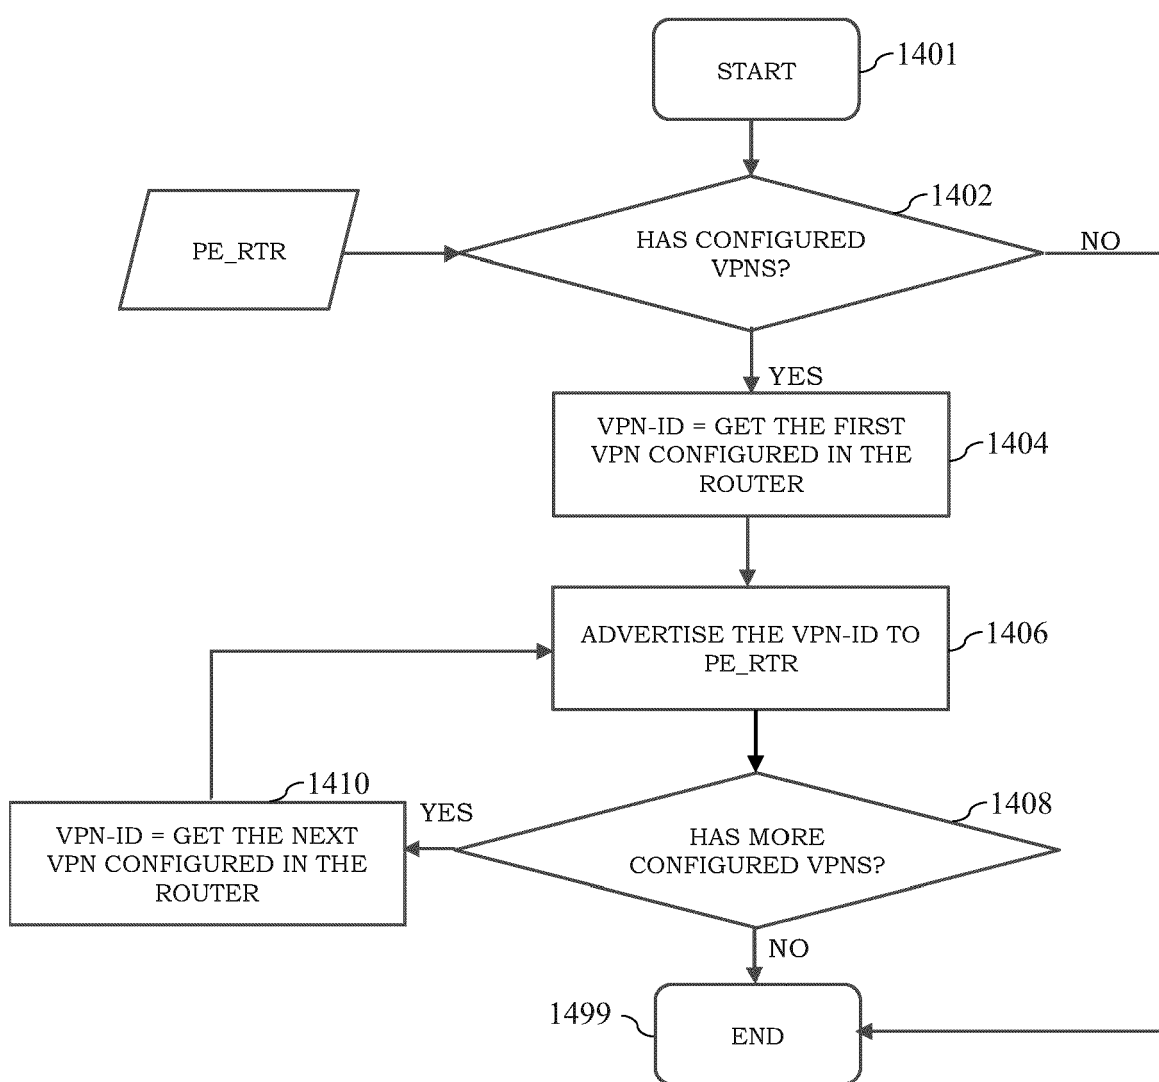 START
1401
1402
PE_RTR
HAS CONFIGURED
VPNS?
NO
YES
VPN-ID = GET THE FIRST
VPN CONFIGURED IN THE
ROUTER
1404
ADVERTISE THE VPN-ID TO
PE_RTR
1406
1410
YES
1408
VPN-ID = GET THE NEXT
VPN CONFIGURED IN THE
ROUTER
HAS MORE
CONFIGURED VPNS?
NO
1499
END